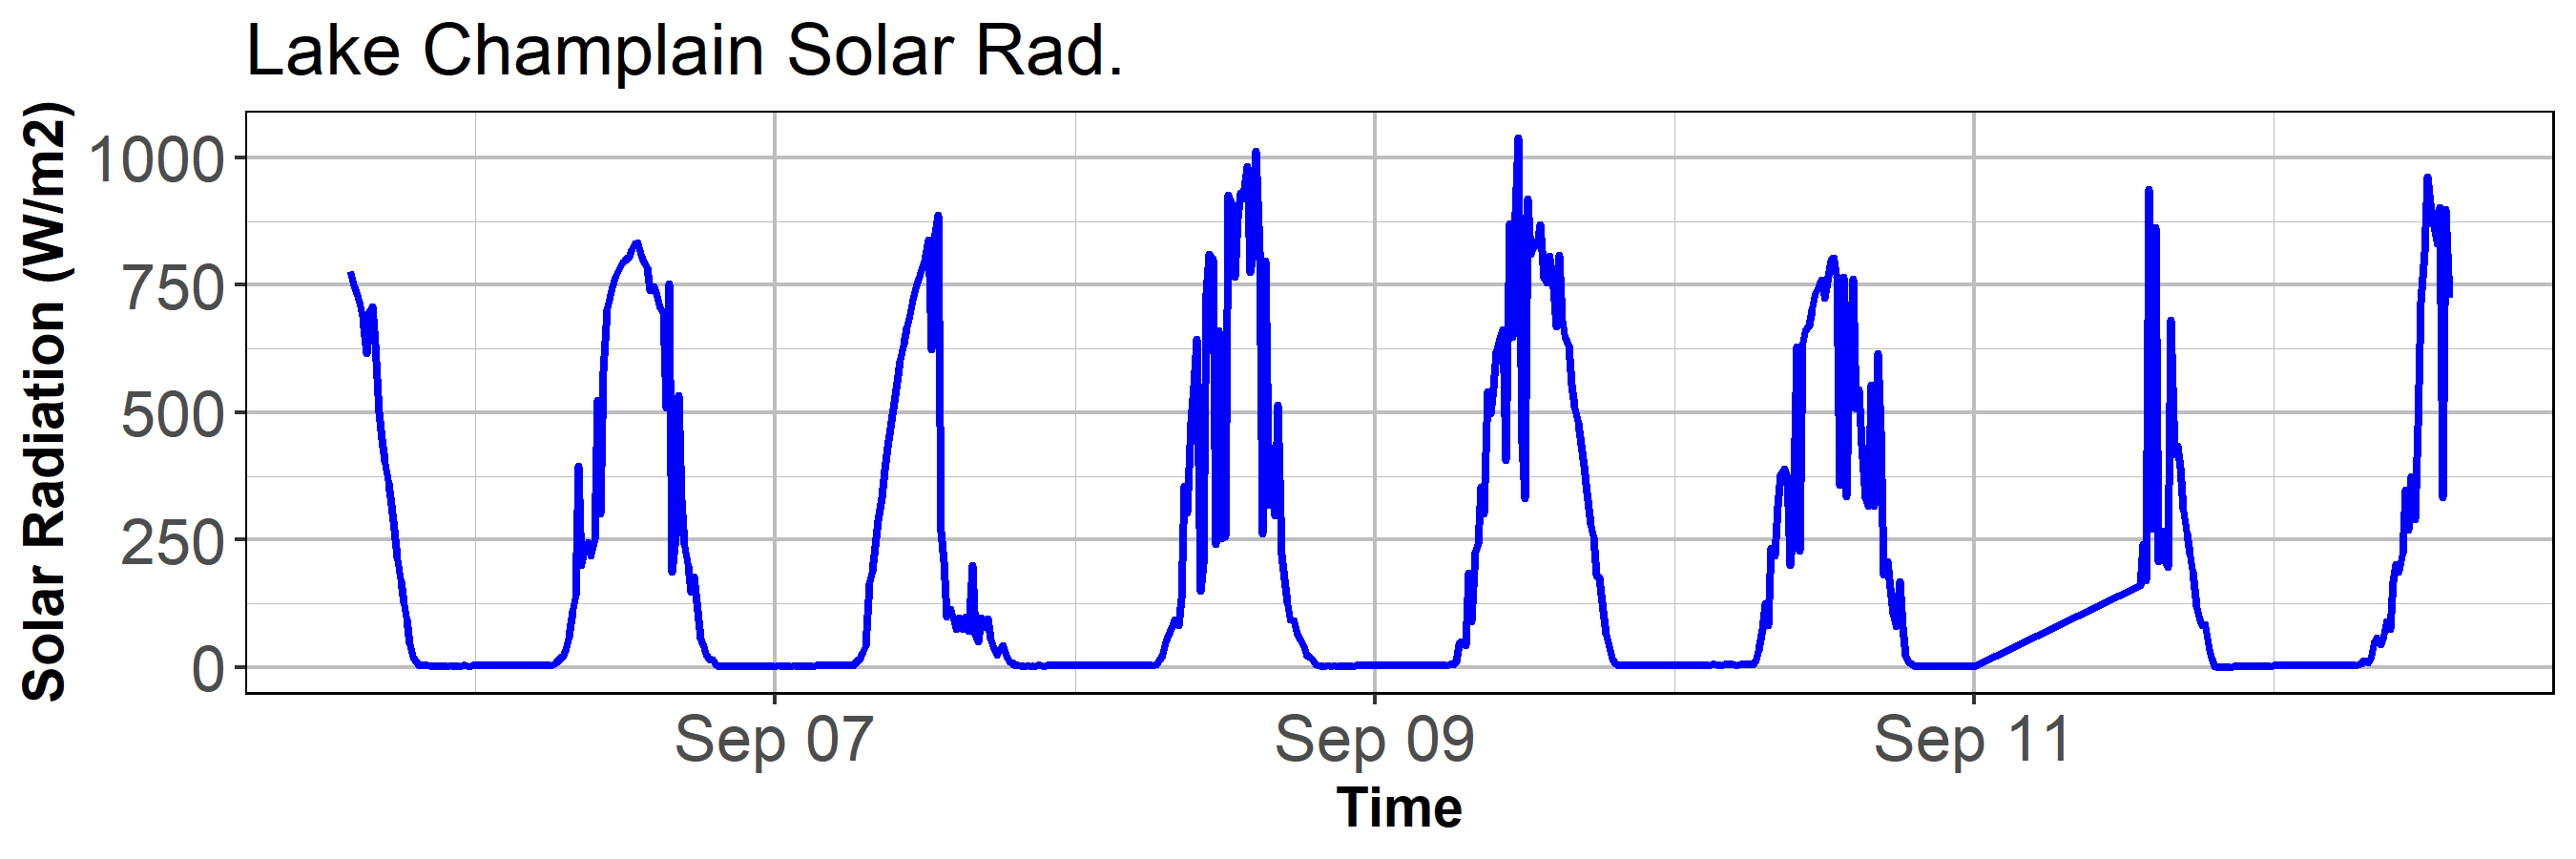 Lake Champlain Solar Rad.
Solar Radiation (W/m2)
1000
750
500
250
0
Sep 07
Sep 09
Sep 11
Time